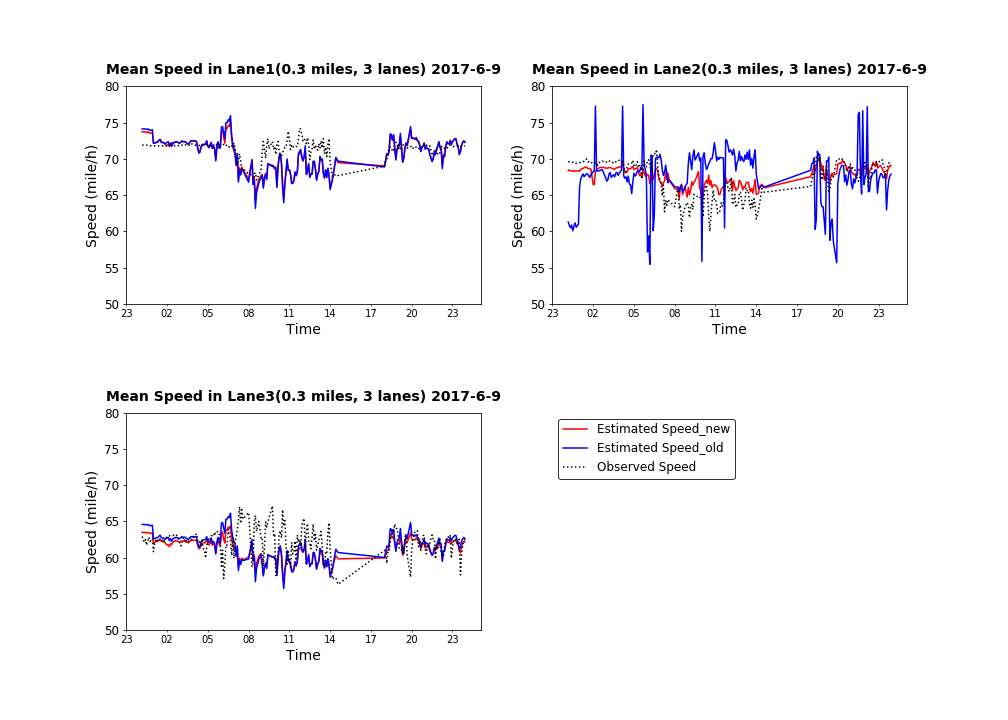 Mean Speed in Lane1(0.3 miles, 3 lanes) 2017-6-9
80
75
70
65
60
55
50
Speed (mile/h)
23 02 05 08 11 14 17 20 23
Time
Mean Speed in Lane2(0.3 miles, 3 lanes) 2017-6-9
80
75
70
65
60
55
50
Speed (mile/h)
23 02 05 08 11 14 17 20 23
Time
Mean Speed in Lane3(0.3 miles, 3 lanes) 2017-6-9
80
75
70
65
60
55
50
Speed (mile/h)
23 02 05 08 11 14 17 20 23
Time
Estimated Speed_new
Estimated Speed_old
Observed Speed